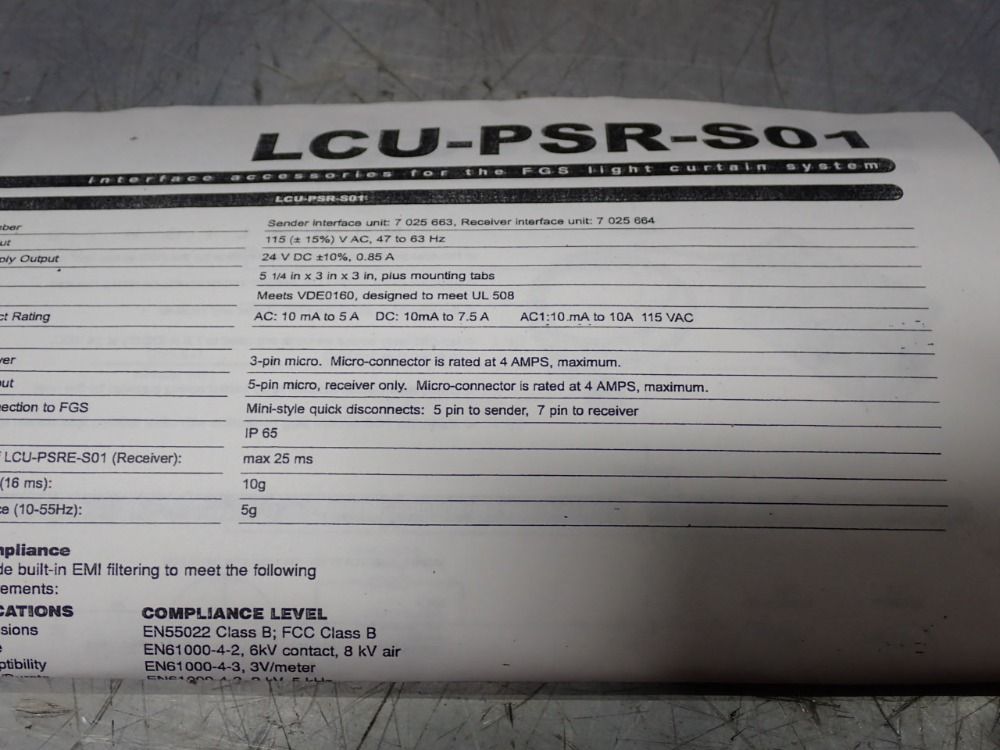 LCU-PSR-S01
Interface accessories for the FGS light curtain system
LCU-PSR-S01
Sender interface unit: 7 025 663, Receiver interface unit: 7 025 664
115 (± 15%) V AC, 47 to 63 Hz
Output 24 V DC ±10%, 0.85 A
5 1/4 in x 3 in x 3 in, plus mounting tabs
Meets VDE0160, designed to meet UL 508
ct Rating AC: 10 mA to 5 A DC: 10mA to 7.5 A AC1:10 mA to 10A 115 VAC
ver 3-pin micro. Micro-connector is rated at 4 AMPS, maximum.
ut 5-pin micro, receiver only. Micro-connector is rated at 4 AMPS, maximum.
ection to FGS Mini-style quick disconnects: 5 pin to sender, 7 pin to receiver
IP 65
LCU-PSRE-S01 (Receiver): max 25 ms
(16 ms): 10g
e (10-55Hz): 5g
mpliance
de built-in EMI filtering to meet the following
ements:
CATIONS COMPLIANCE LEVEL
sions EN55022 Class B; FCC Class B
EN61000-4-2, 6kV contact, 8 kV air
ptibility EN61000-4-3, 3V/meter